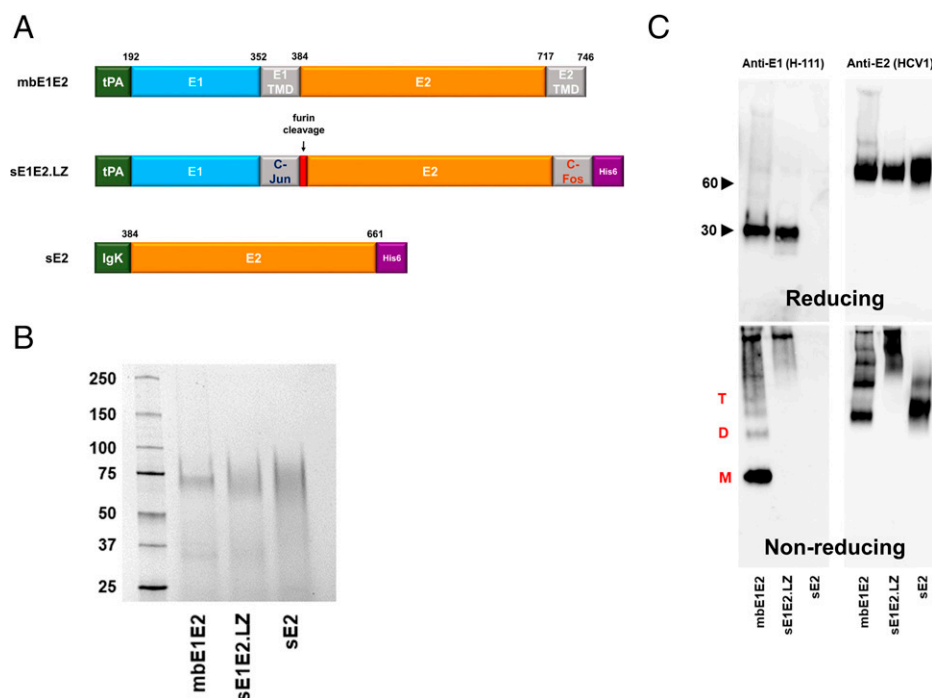 A
192 352 384 717 746
mbE1E2 tPA E1 E1 TMD E2 E2 TMD
furin
cleavage
sE1E2.LZ tPA E1 C-Jun E2 C-Fos His6
384 661
sE2 IgK E2 His6
B
250
150
100
75
50
37
25
mbE1E2
sE1E2.LZ
sE2
C
Anti-E1 (H-111) Anti-E2 (HCV1)
60
30
Reducing
T
D
M
Non-reducing
mbE1E2
sE1E2.LZ
sE2
mbE1E2
sE1E2.LZ
sE2